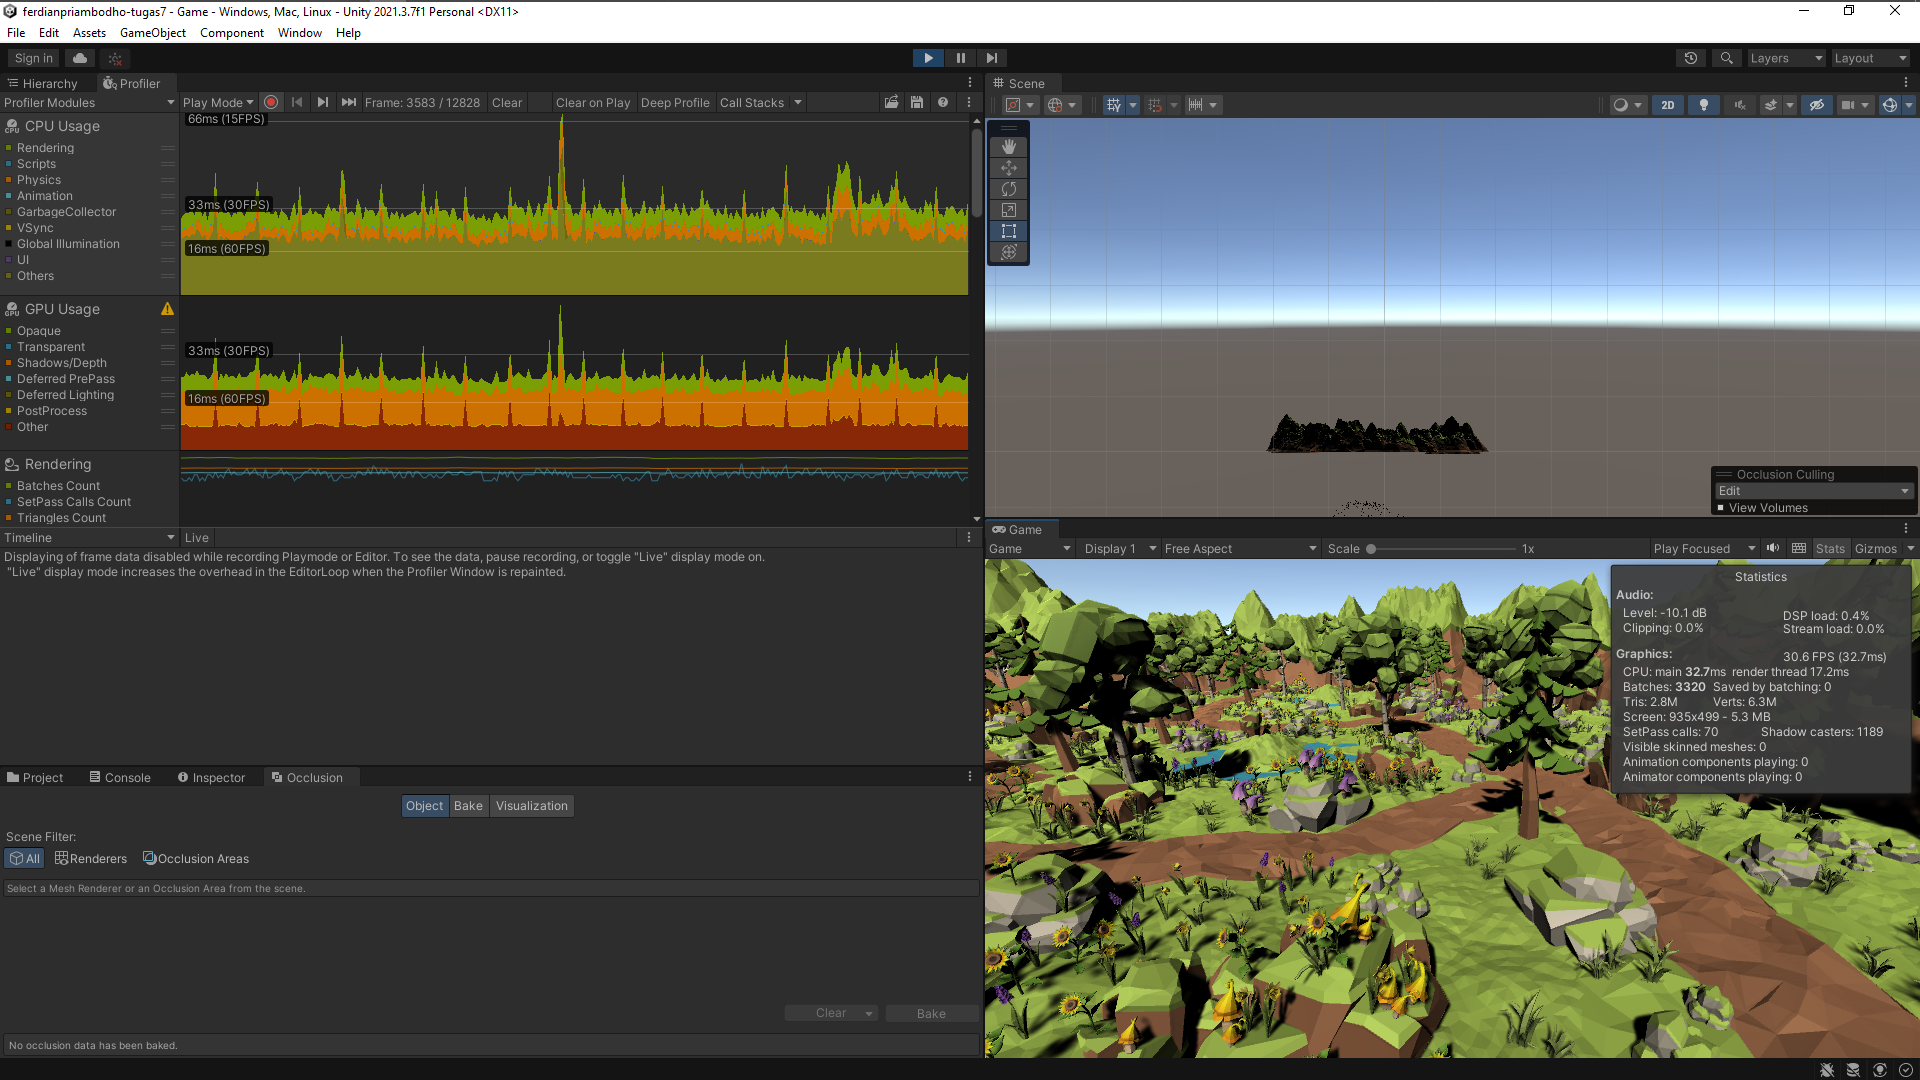 ferdianpriambodho-tugas7 - Game - Windows, Mac, Linux - Unity 2021.3.7f1 Personal <DX11>
File Edit Assets GameObject Component Window Help
Sign in
Layers
Layout
Hierarchy
Profiler
Profiler Modules
Play Mode
Frame: 3583 / 12828
Clear
Clear on Play
Deep Profile
Call Stacks
CPU Usage
Rendering
Scripts
Physics
Animation
GarbageCollector
VSync
Global Illumination
UI
Others
66ms (15FPS)
33ms (30FPS)
16ms (60FPS)
GPU Usage
Opaque
Transparent
Shadows/Depth
Deferred PrePass
Deferred Lighting
PostProcess
Other
33ms (30FPS)
16ms (60FPS)
Rendering
Batches Count
SetPass Calls Count
Triangles Count
Timeline
Live
Displaying of frame data disabled while recording Playmode or Editor. To see the data, pause recording, or toggle "Live" display mode on.
"Live" display mode increases the overhead in the EditorLoop when the Profiler Window is repainted.
Project
Console
Inspector
Occlusion
Object
Bake
Visualization
Scene Filter:
All
Renderers
Occlusion Areas
Select a Mesh Renderer or an Occlusion Area from the scene.
Clear
Bake
No occlusion data has been baked.
Scene
2D
Occlusion Culling
Edit
View Volumes
Game
Game
Display 1
Free Aspect
Scale
1x
Play Focused
Stats
Gizmos
Statistics
Audio:
Level: -10.1 dB
DSP load: 0.4%
Clipping: 0.0%
Stream load: 0.0%
Graphics:
30.6 FPS (32.7ms)
CPU: main 32.7ms render thread 17.2ms
Batches: 3320 Saved by batching: 0
Tris: 2.8M Verts: 6.3M
Screen: 935x499 - 5.3 MB
SetPass calls: 70 Shadow casters: 1189
Visible skinned meshes: 0
Animation components playing: 0
Animator components playing: 0